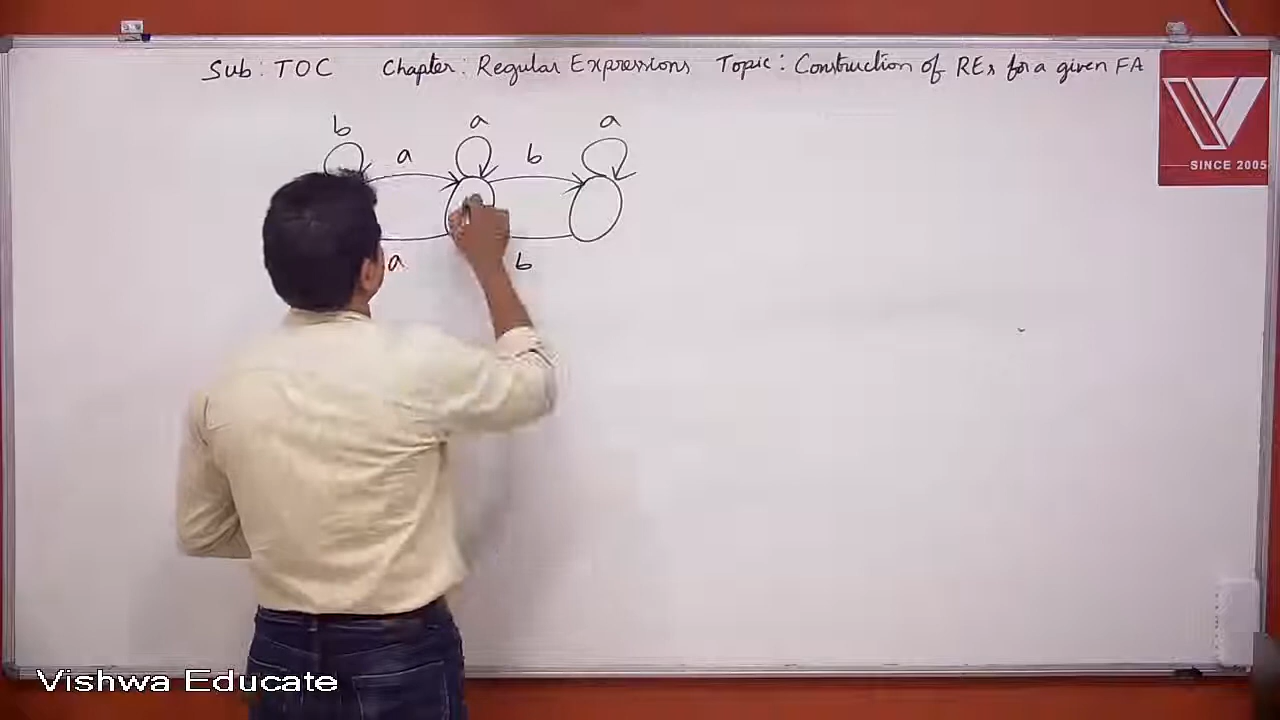 Sub : TOC Chapter : Regular Expressions Topic : Construction of REs for a given FA
b a a
a b
a b
SINCE 2005
Vishwa Educate